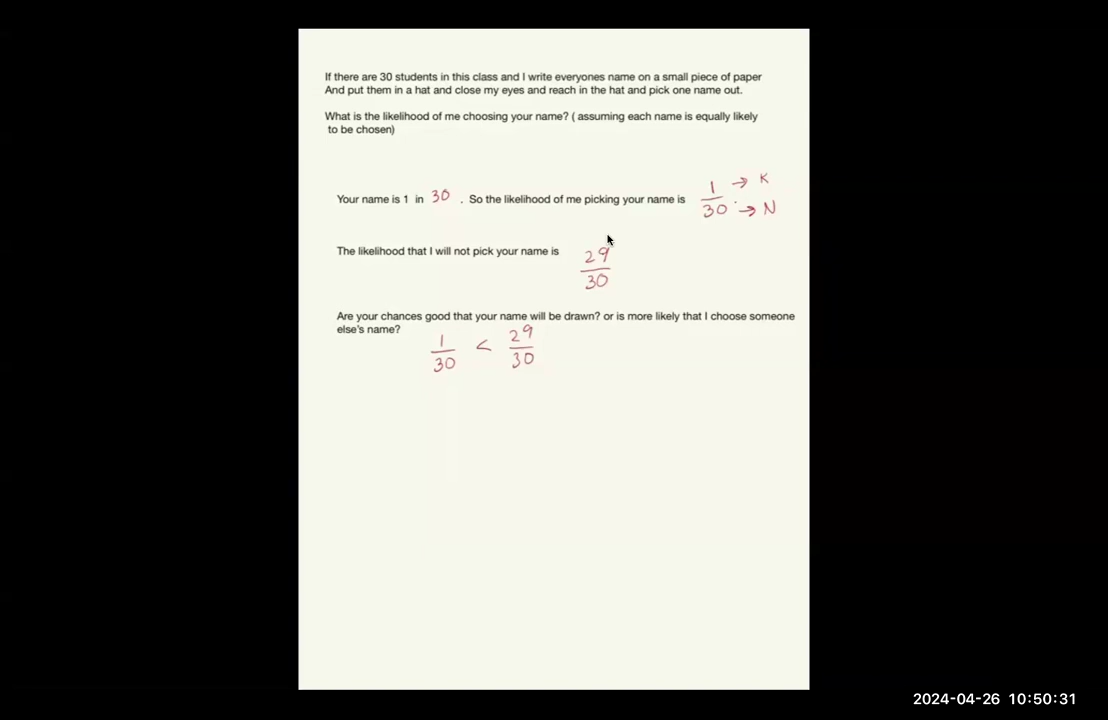 If there are 30 students in this class and I write everyones name on a small piece of paper
And put them in a hat and close my eyes and reach in the hat and pick one name out.
What is the likelihood of me choosing your name? ( assuming each name is equally likely
to be chosen)
Your name is 1 in 30 . So the likelihood of me picking your name is 1/30 → K → N
The likelihood that I will not pick your name is 29/30
Are your chances good that your name will be drawn? or is more likely that I choose someone
else's name?
1/30 < 29/30
2024-04-26 10:50:31